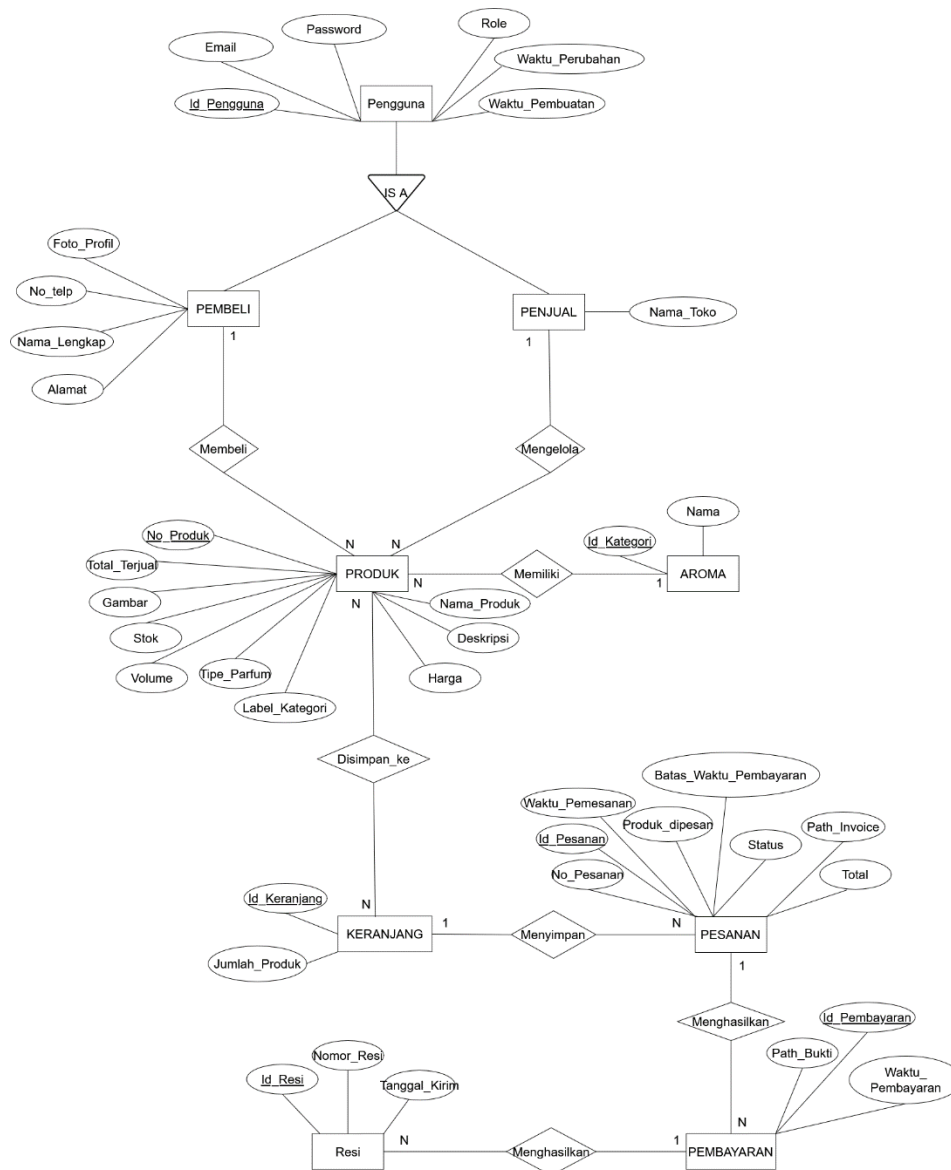 Role
Password
Email
Waktu_Perubahan
Id_Pengguna
Pengguna
Waktu_Pembuatan
IS A
Foto_Profil
No_telp
PEMBELI
PENJUAL
Nama_Toko
1
1
Nama_Lengkap
Alamat
Membeli
Mengelola
Nama
No_Produk
Id_Kategori
N
N
Total_Terjual
PRODUK
N
Memiliki
1
AROMA
Gambar
N
Nama_Produk
Stok
Deskripsi
Volume
Tipe_Parfum
Harga
Label_Kategori
Disimpan_ke
Batas_Waktu_Pembayaran
Waktu_Pemesanan
Produk_dipesan
Path_Invoice
Id_Pesanan
Status
No_Pesanan
Total
Id_Keranjang
N
KERANJANG
1
Menyimpan
N
PESANAN
Jumlah_Produk
1
Menghasilkan
Id_Pembayaran
Path_Bukti
Waktu_
Pembayaran
Nomor_Resi
Id_Resi
Tanggal_Kirim
N
Resi
N
Menghasilkan
1
PEMBAYARAN